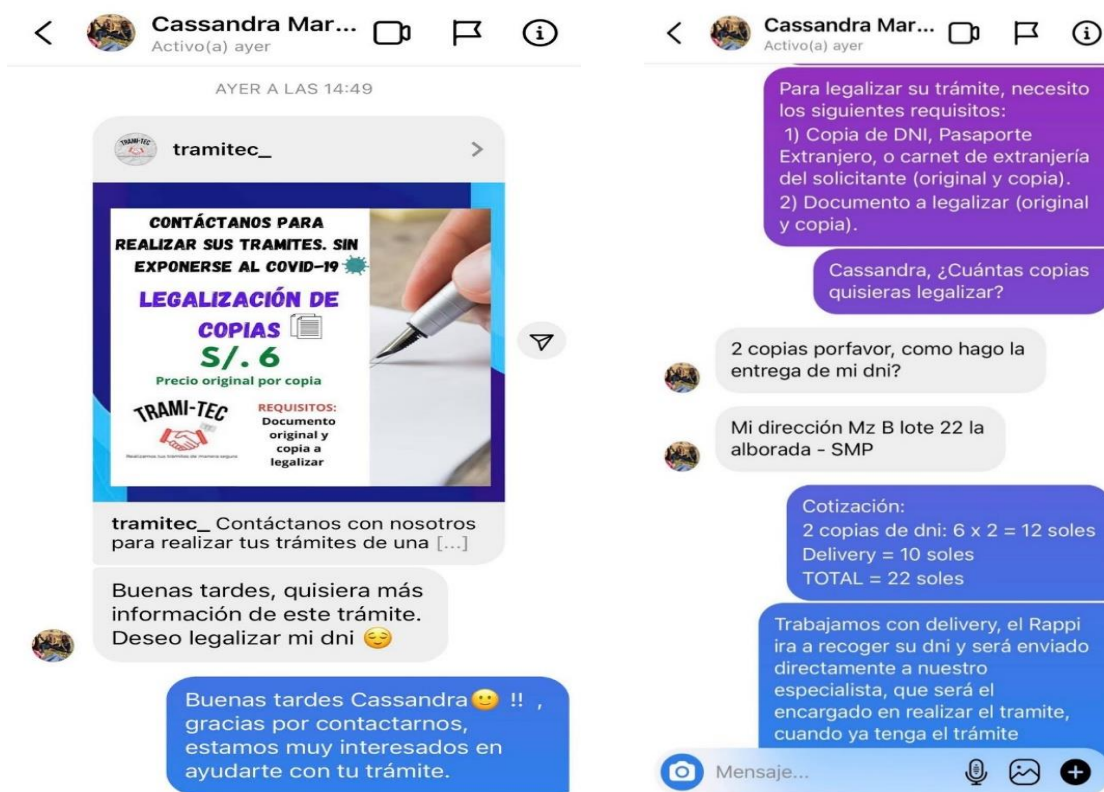 Cassandra Mar...
Activo(a) ayer
AYER A LAS 14:49
TRAMI-TEC
tramitec_
CONTÁCTANOS PARA
REALIZAR SUS TRAMITES. SIN
EXPONERSE AL COVID-19
LEGALIZACIÓN DE
COPIAS
S/. 6
Precio original por copia
TRAMI-TEC
Realizamos tus trámites de manera segura
REQUISITOS:
Documento
original y
copia a
legalizar
tramitec_ Contáctanos con nosotros
para realizar tus trámites de una [...]
Buenas tardes, quisiera más
información de este trámite.
Deseo legalizar mi dni 😌
Buenas tardes Cassandra🙂 !! ,
gracias por contactarnos,
estamos muy interesados en
ayudarte con tu trámite.
Cassandra Mar...
Activo(a) ayer
Para legalizar su trámite, necesito
los siguientes requisitos:
1) Copia de DNI, Pasaporte
Extranjero, o carnet de extranjería
del solicitante (original y copia).
2) Documento a legalizar (original
y copia).
Cassandra, ¿Cuántas copias
quisieras legalizar?
2 copias porfavor, como hago la
entrega de mi dni?
Mi dirección Mz B lote 22 la
alborada - SMP
Cotización:
2 copias de dni: 6 x 2 = 12 soles
Delivery = 10 soles
TOTAL = 22 soles
Trabajamos con delivery, el Rappi
ira a recoger su dni y será enviado
directamente a nuestro
especialista, que será el
encargado en realizar el tramite,
cuando ya tenga el trámite
Mensaje...